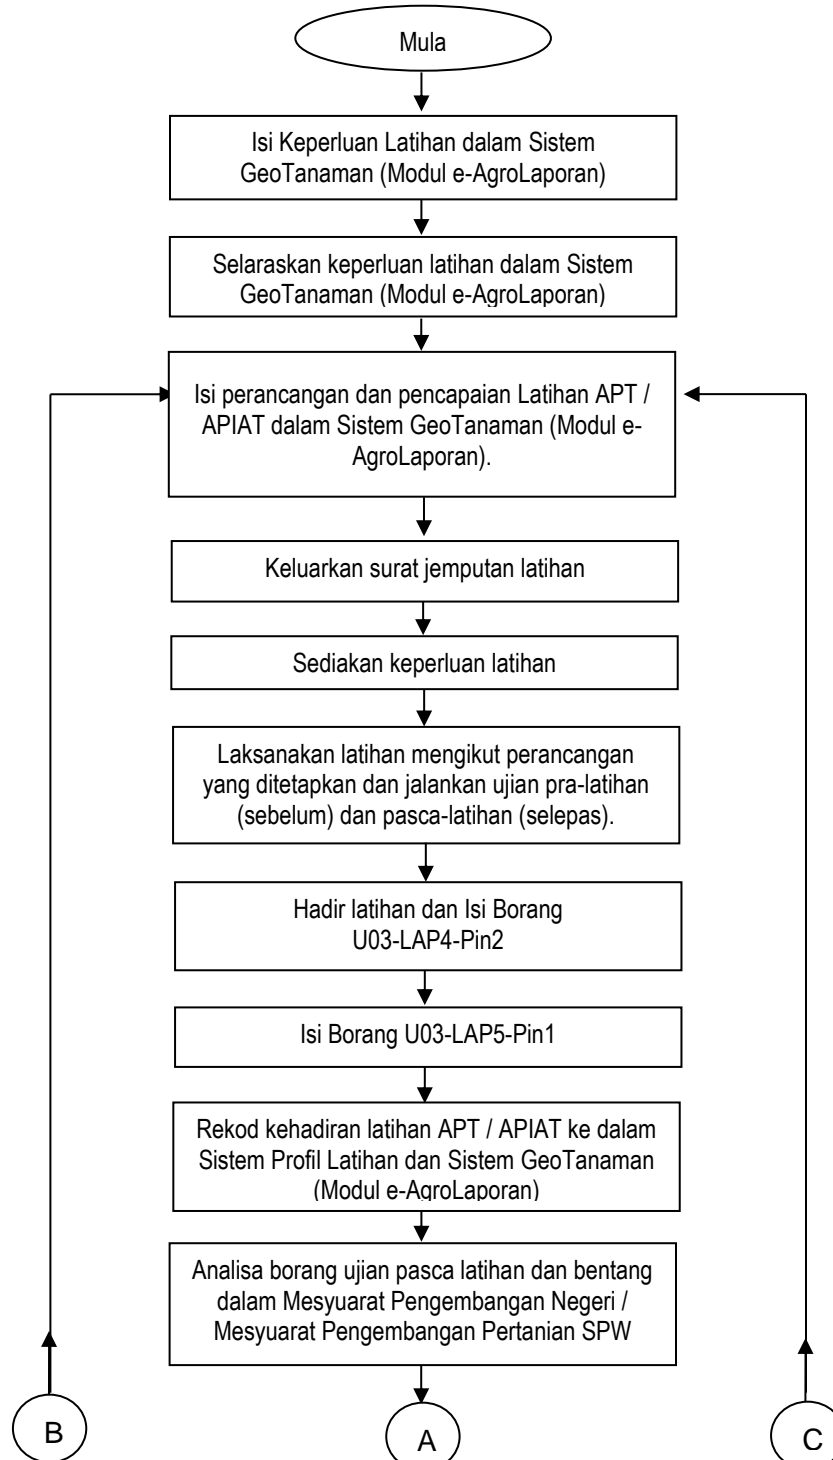 Mula
Isi Keperluan Latihan dalam Sistem
GeoTanaman (Modul e-AgroLaporan)
Selaraskan keperluan latihan dalam Sistem
GeoTanaman (Modul e-AgroLaporan)
Isi perancangan dan pencapaian Latihan APT /
APIAT dalam Sistem GeoTanaman (Modul e-
AgroLaporan).
Keluarkan surat jemputan latihan
Sediakan keperluan latihan
Laksanakan latihan mengikut perancangan
yang ditetapkan dan jalankan ujian pra-latihan
(sebelum) dan pasca-latihan (selepas).
Hadir latihan dan Isi Borang
U03-LAP4-Pin2
Isi Borang U03-LAP5-Pin1
Rekod kehadiran latihan APT / APIAT ke dalam
Sistem Profil Latihan dan Sistem GeoTanaman
(Modul e-AgroLaporan)
Analisa borang ujian pasca latihan dan bentang
dalam Mesyuarat Pengembangan Negeri /
Mesyuarat Pengembangan Pertanian SPW
B
A
C